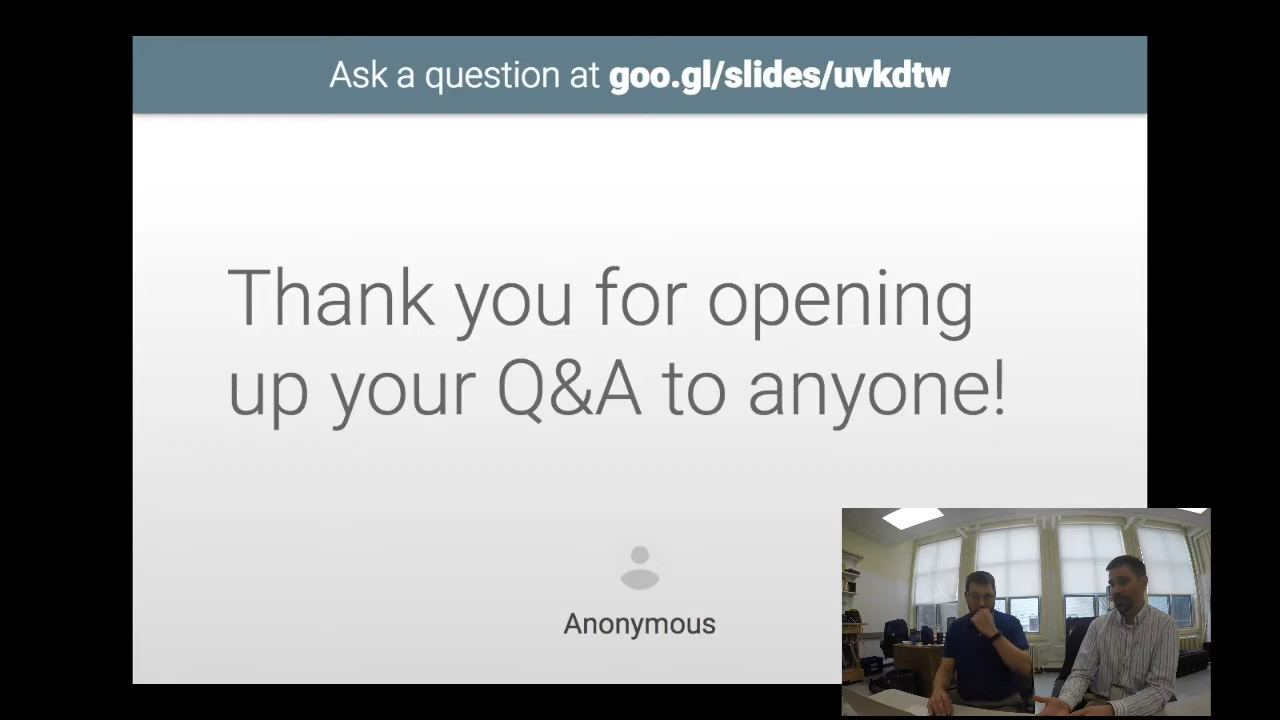 Ask a question at goo.gl/slides/uvkdtw
Thank you for opening
up your Q&A to anyone!
Anonymous